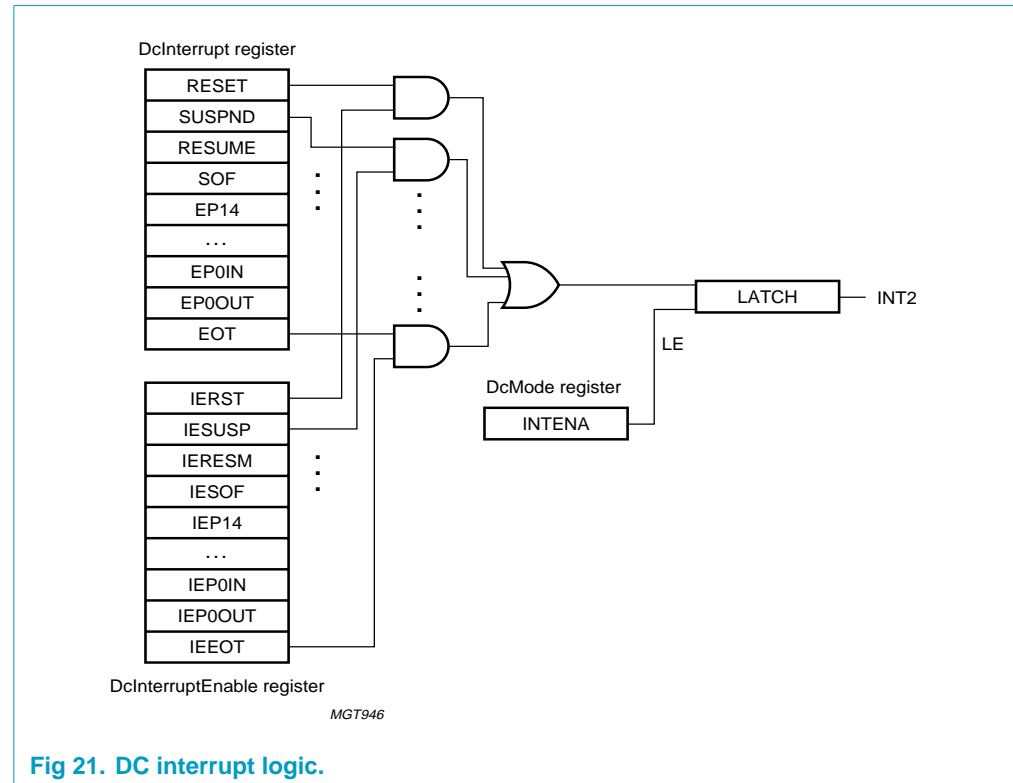 DcInterrupt register
RESET
SUSPND
RESUME
SOF
EP14
...
EP0IN
EP0OUT
EOT
IERST
IESUSP
IERESM
IESOF
IEP14
...
IEP0IN
IEP0OUT
IEEOT
DcInterruptEnable register
LATCH
INT2
LE
DcMode register
INTENA
MGT946
Fig 21. DC interrupt logic.